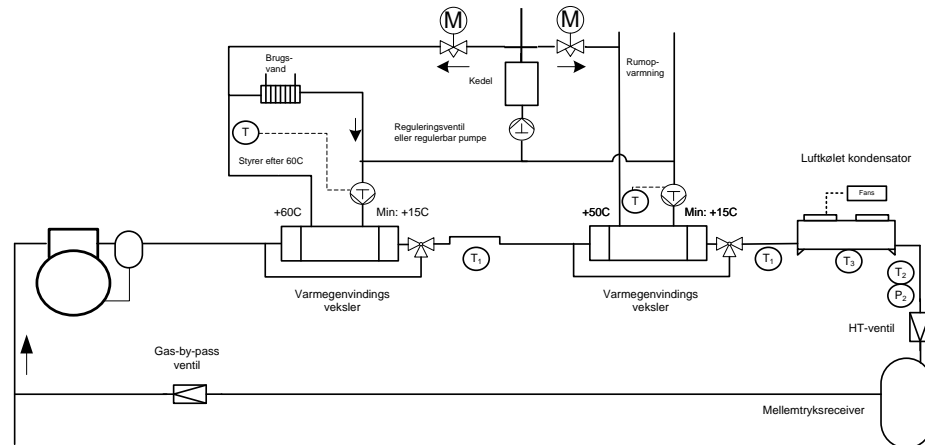 M
M
Brugs-
vand
Kedel
Rumop-
varmning
T
Styrer efter 60C
Reguleringsventil
eller regulerbar pumpe
Luftkølet kondensator
Fans
+60C
Min: +15C
+50C
T
Min: +15C
T1
T1
T3
T2
P2
Varmegenvindings
veksler
Varmegenvindings
veksler
HT-ventil
Gas-by-pass
ventil
Mellemtryksreceiver